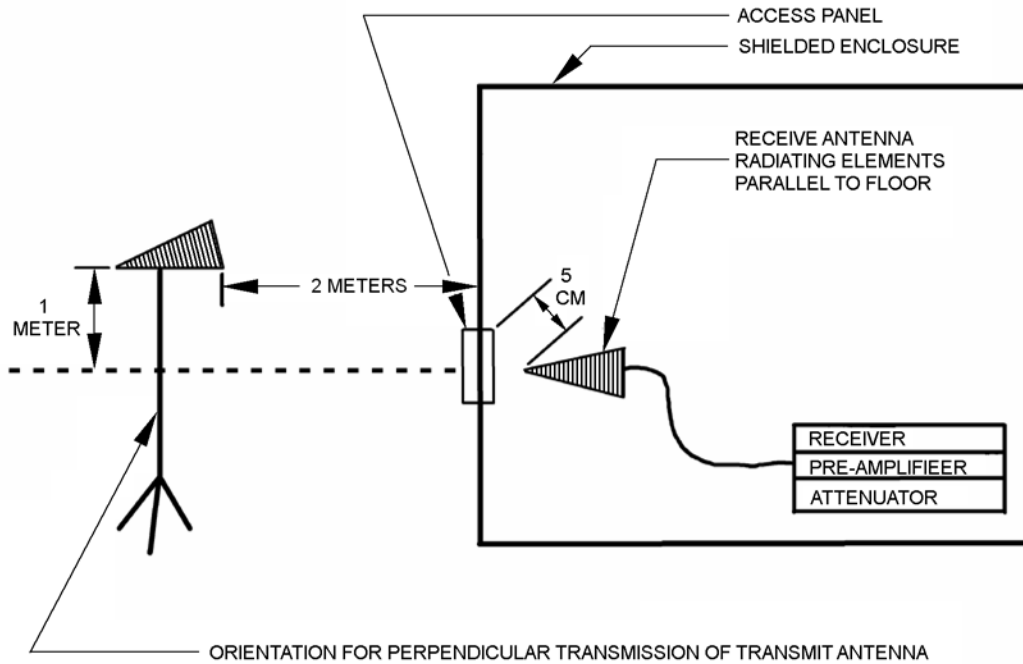 ACCESS PANEL
SHIELDED ENCLOSURE
RECEIVE ANTENNA
RADIATING ELEMENTS
PARALLEL TO FLOOR
5
CM
2 METERS
1
METER
RECEIVER
PRE-AMPLIFIEER
ATTENUATOR
ORIENTATION FOR PERPENDICULAR TRANSMISSION OF TRANSMIT ANTENNA